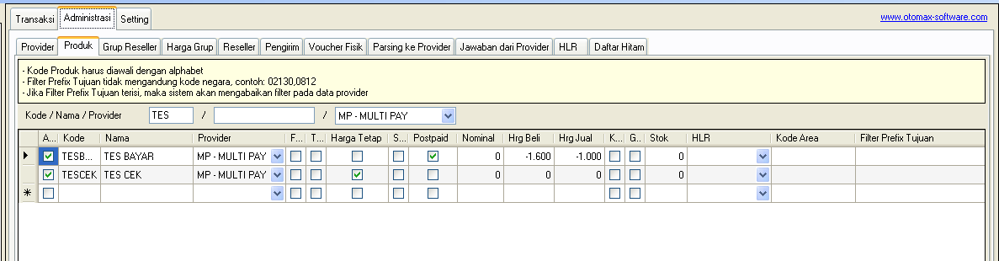 Transaksi Administrasi Setting www.otomax-software.com
Provider Produk Grup Reseller Harga Grup Reseller Pengirim Voucher Fisik Parsing ke Provider Jawaban dari Provider HLR Daftar Hitam
- Kode Produk harus diawali dengan alphabet
- Filter Prefix Tujuan tidak mengandung kode negara, contoh: 02130,0812
- Jika Filter Prefix Tujuan terisi, maka sistem akan mengabaikan filter pada data provider
Kode / Nama / Provider TES / / MP - MULTI PAY
A... Kode Nama Provider F... T... Harga Tetap S... Postpaid Nominal Hrg Beli Hrg Jual K... G.. Stok HLR Kode Area Filter Prefix Tujuan
TESB... TES BAYAR MP - MULTI PAY 0 -1.600 -1.000 0
TESCEK TES CEK MP - MULTI PAY 0 0 0 0